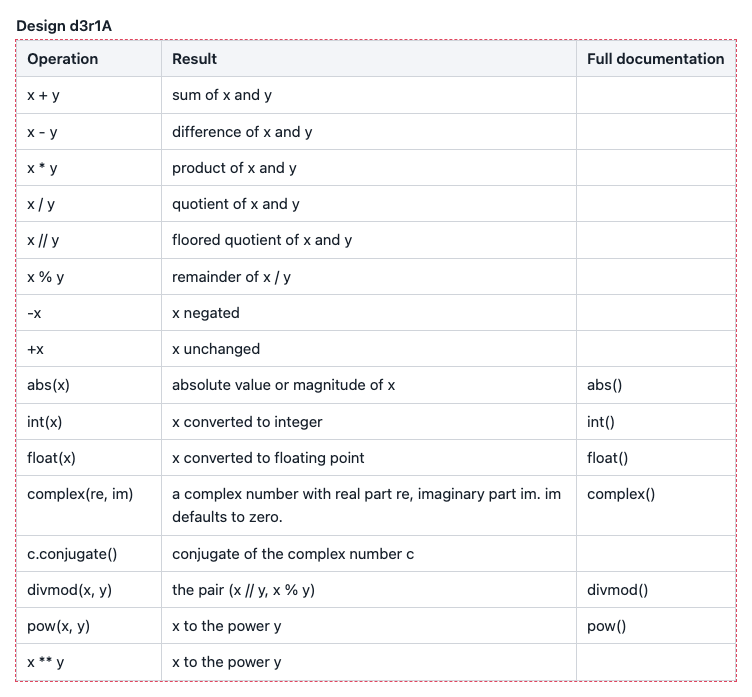 Design d3r1A
Operation Result Full documentation
x + y sum of x and y
x - y difference of x and y
x * y product of x and y
x / y quotient of x and y
x // y floored quotient of x and y
x % y remainder of x / y
-x x negated
+x x unchanged
abs(x) absolute value or magnitude of x abs()
int(x) x converted to integer int()
float(x) x converted to floating point float()
complex(re, im) a complex number with real part re, imaginary part im. im complex()
defaults to zero.
c.conjugate() conjugate of the complex number c
divmod(x, y) the pair (x // y, x % y) divmod()
pow(x, y) x to the power y pow()
x ** y x to the power y